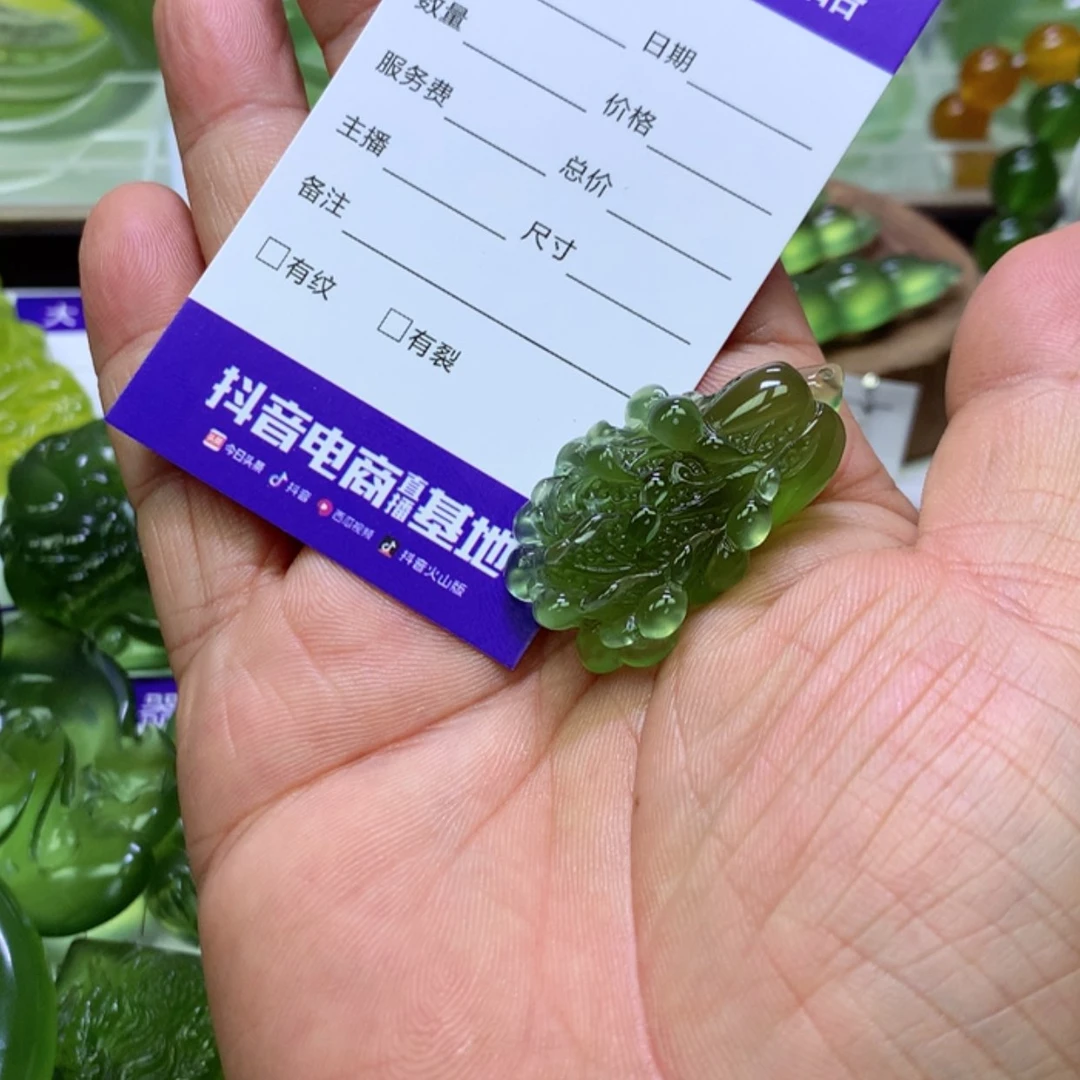 数量
日期
服务费
价格
主播
总价
备注
尺寸
□有纹
□有裂
抖音电商直播基地
今日头条 抖音 西瓜视频 抖音火山版